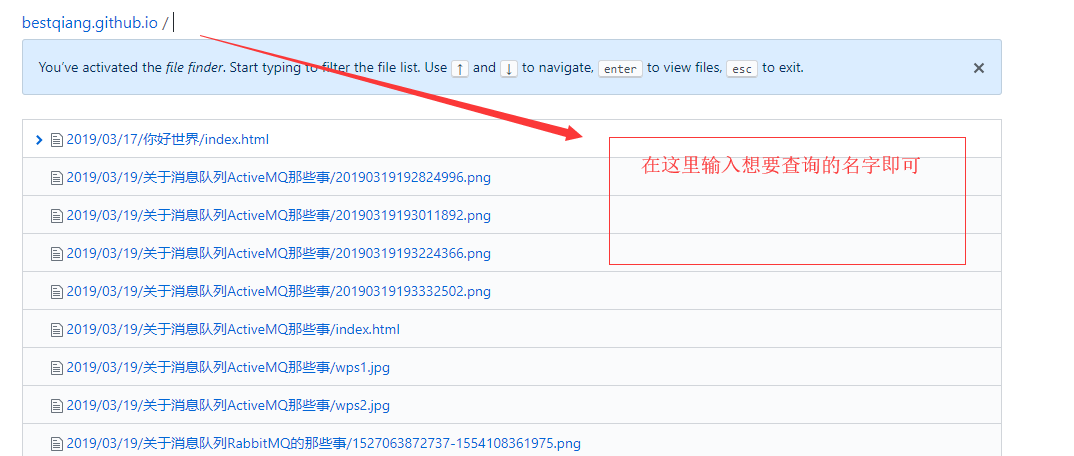 bestqiang.github.io /
You've activated the file finder. Start typing to filter the file list. Use ↑ and ↓ to navigate, enter to view files, esc to exit. ×
2019/03/17/你好世界/index.html
在这里输入想要查询的名字即可
2019/03/19/关于消息队列ActiveMQ那些事/20190319192824996.png
2019/03/19/关于消息队列ActiveMQ那些事/20190319193011892.png
2019/03/19/关于消息队列ActiveMQ那些事/20190319193224366.png
2019/03/19/关于消息队列ActiveMQ那些事/20190319193332502.png
2019/03/19/关于消息队列ActiveMQ那些事/index.html
2019/03/19/关于消息队列ActiveMQ那些事/wps1.jpg
2019/03/19/关于消息队列ActiveMQ那些事/wps2.jpg
2019/03/19/关于消息队列RabbitMQ的那些事/1527063872737-1554108361975.png